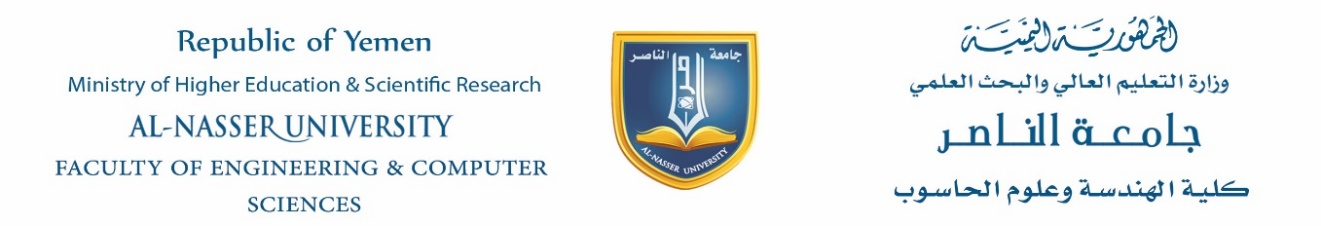 Republic of Yemen
Ministry of Higher Education & Scientific Research
AL-NASSER UNIVERSITY
FACULTY OF ENGINEERING & COMPUTER
SCIENCES
جامعة الناصر
AL-NASSER UNIVERSITY
الجمهورية اليمنية
وزارة التعليم العالي والبحث العلمي
جامعة الناصر
كلية الهندسة وعلوم الحاسوب